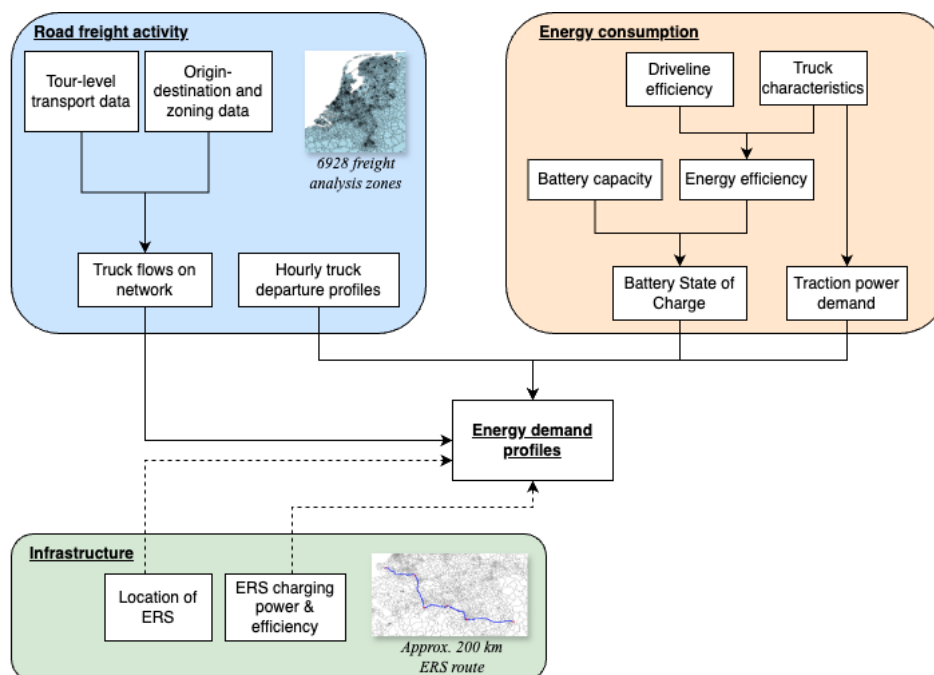 Road freight activity
Tour-level
transport data
Origin-
destination and
zoning data
6928 freight
analysis zones
Truck flows on
network
Hourly truck
departure profiles
Energy consumption
Driveline
efficiency
Truck
characteristics
Battery capacity
Energy efficiency
Battery State of
Charge
Traction power
demand
Energy demand
profiles
Infrastructure
Location of
ERS
ERS charging
power &
efficiency
Approx. 200 km
ERS route